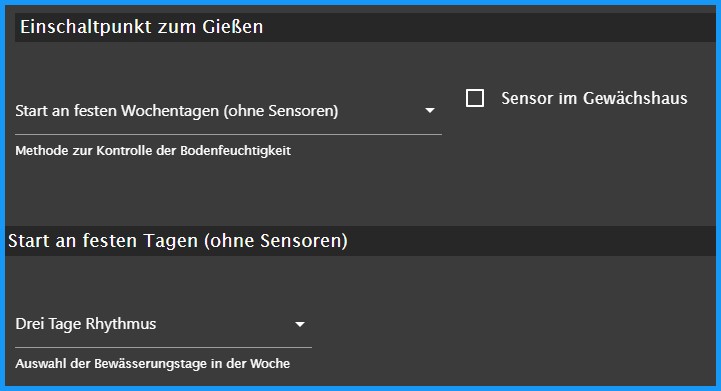 Einschaltpunkt zum Gießen
Start an festen Wochentagen (ohne Sensoren)
Sensor im Gewächshaus
Methode zur Kontrolle der Bodenfeuchtigkeit
Start an festen Tagen (ohne Sensoren)
Drei Tage Rhythmus
Auswahl der Bewässerungstage in der Woche